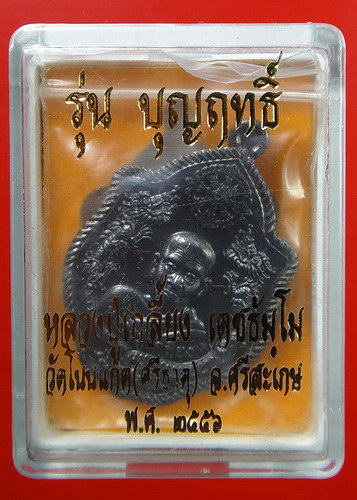 รุ่น บุญฤทธิ์
หลวงปู่เกลี้ยง เตชธัมฺโม
วัดโนนแกด(ศรีธาตุ) จ.ศรีสะเกษ
พ.ศ. ๒๕๕๖